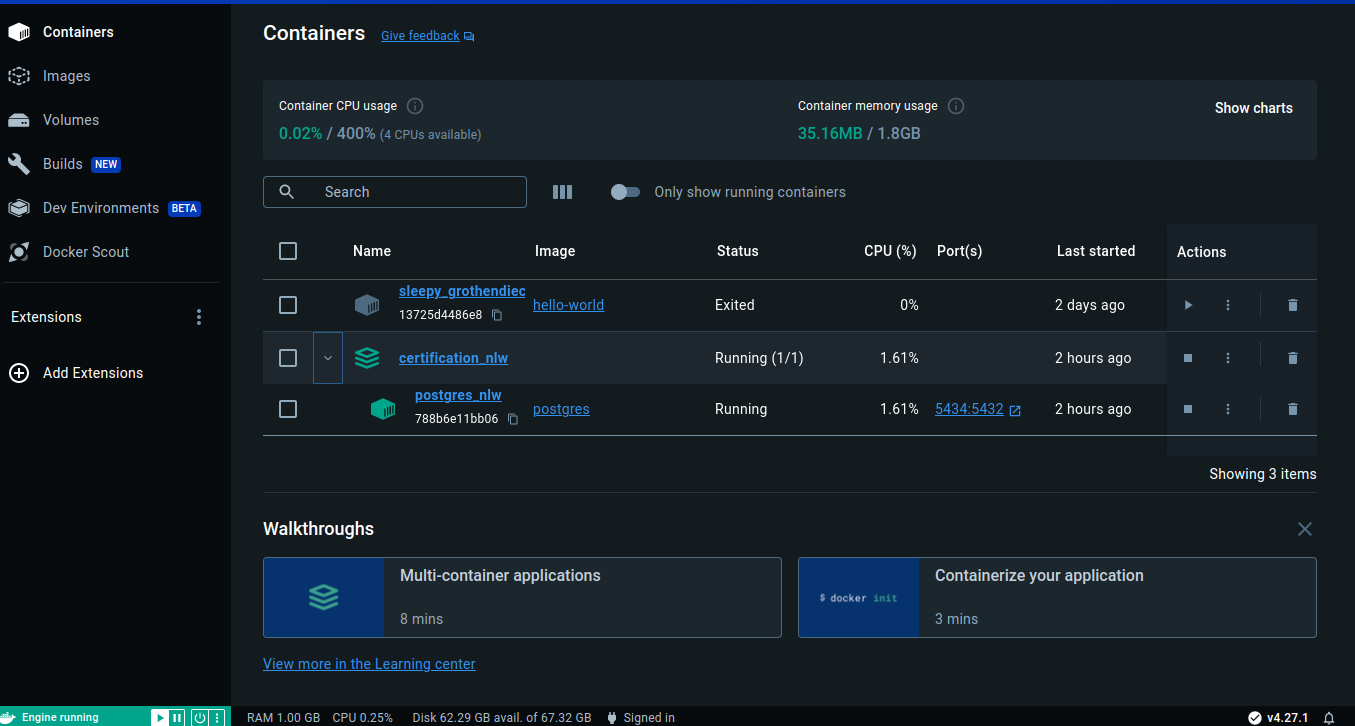 Containers
Images
Volumes
Builds NEW
Dev Environments BETA
Docker Scout
Extensions
Add Extensions
Containers Give feedback
Container CPU usage
0.02% / 400% (4 CPUs available)
Container memory usage
35.16MB / 1.8GB
Show charts
Search
Only show running containers
Name Image Status CPU (%) Port(s) Last started Actions
sleepy_grothendiec
13725d4486e8
hello-world Exited 0% 2 days ago
certification_nlw Running (1/1) 1.61% 2 hours ago
postgres_nlw
788b6e11bb06
postgres Running 1.61% 5434:5432 2 hours ago
Showing 3 items
Walkthroughs
Multi-container applications
8 mins
$ docker init
Containerize your application
3 mins
View more in the Learning center
Engine running
RAM 1.00 GB CPU 0.25% Disk 62.29 GB avail. of 67.32 GB Signed in
v4.27.1